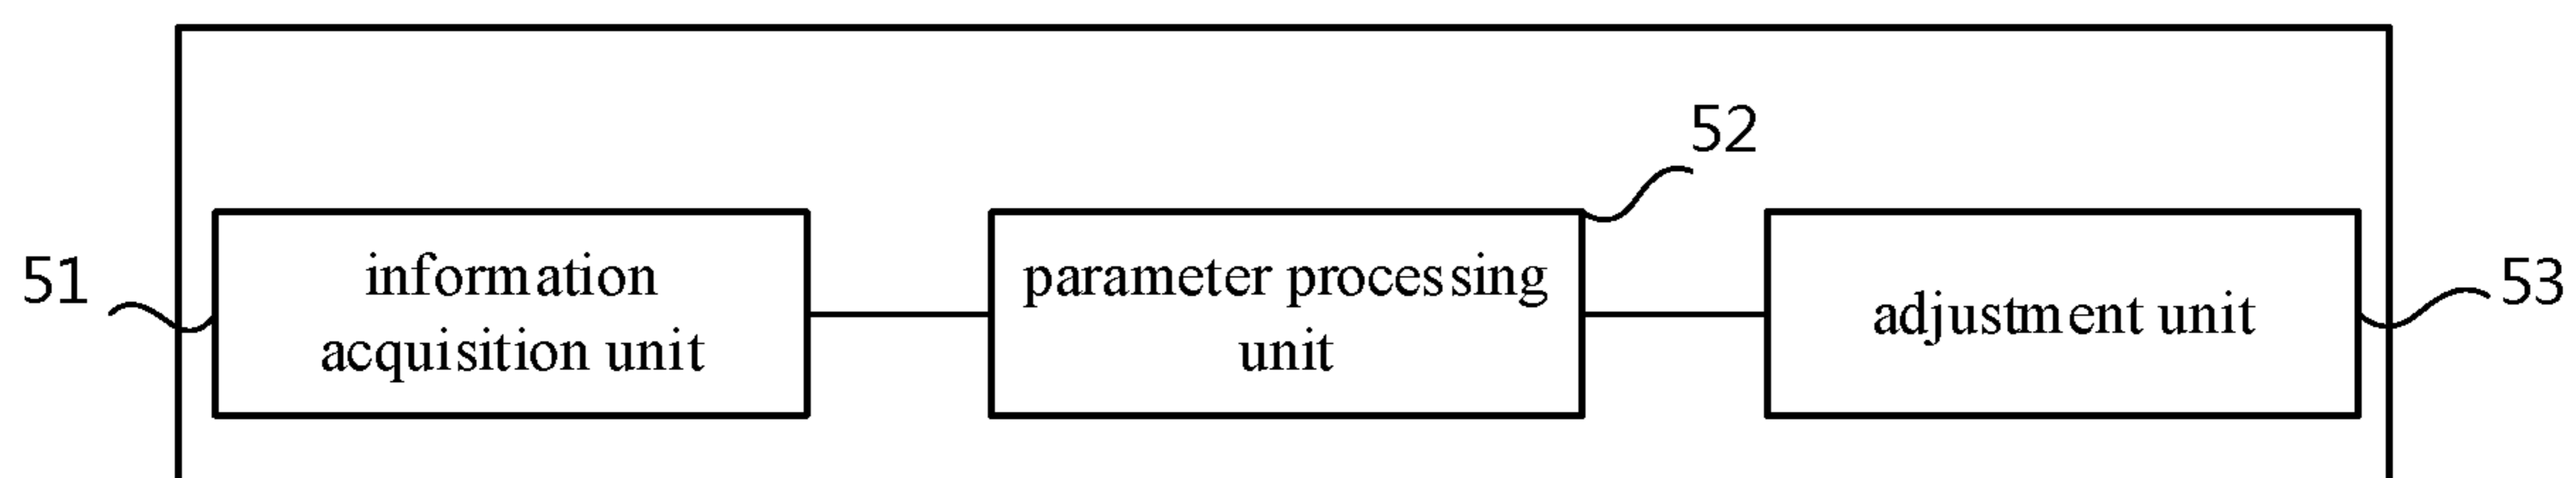 52
51
information
acquisition unit
parameter processing
unit
adjustment unit
53